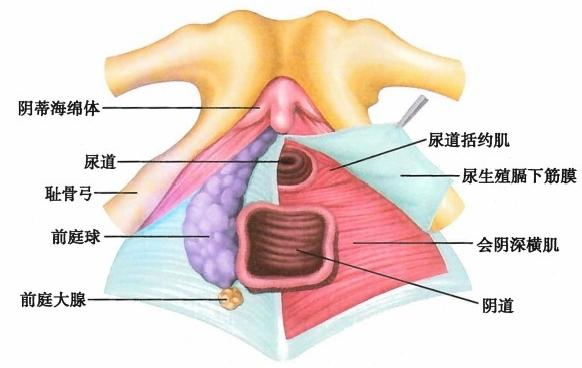 阴蒂海绵体
尿道
耻骨弓
前庭球
前庭大腺
尿道括约肌
尿生殖膈下筋膜
会阴深横肌
阴道